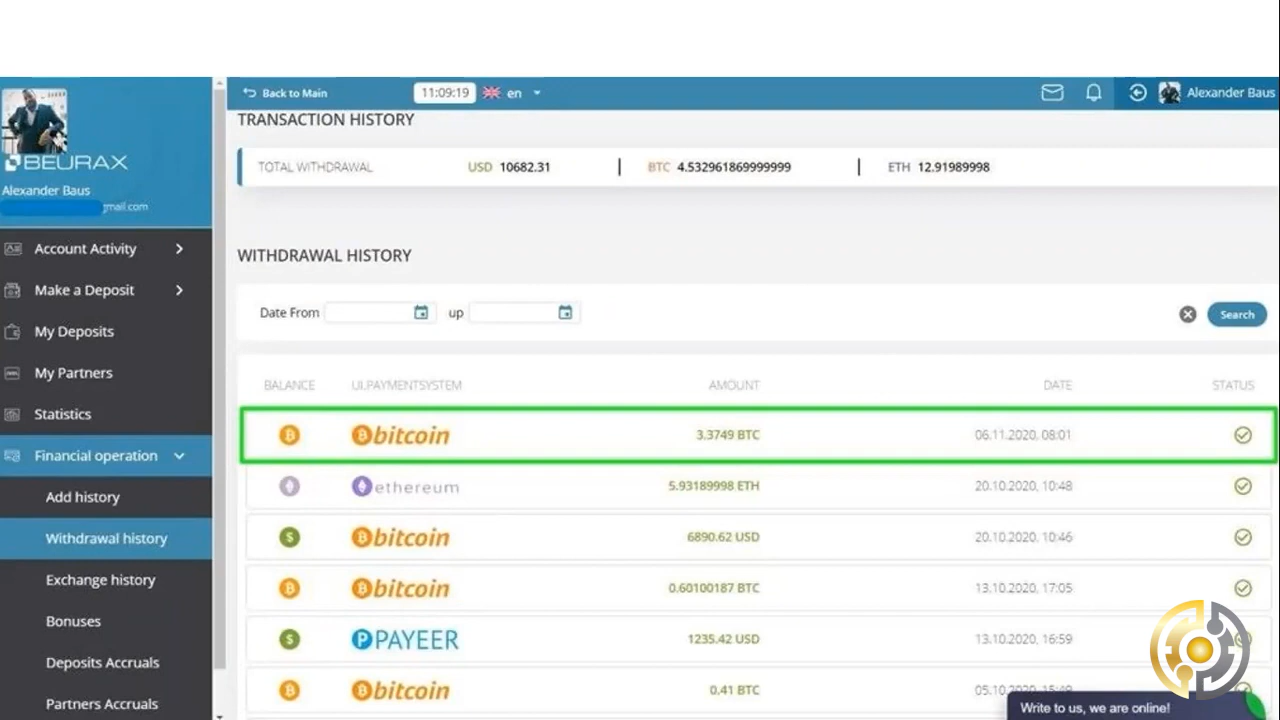 Back to Main 11:09:19 en Alexander Baus
BEURAX
Alexander Baus
gmail.com
Account Activity
Make a Deposit
My Deposits
My Partners
Statistics
Financial operation
Add history
Withdrawal history
Exchange history
Bonuses
Deposits Accruals
Partners Accruals
TRANSACTION HISTORY
TOTAL WITHDRAWAL USD 10682.31 | BTC 4.532961869999999 | ETH 12.91989998
WITHDRAWAL HISTORY
Date From up Search
BALANCE UI.PAYMENTSYSTEM AMOUNT DATE STATUS
bitcoin 3.3749 BTC 06.11.2020, 08:01
ethereum 5.93189998 ETH 20.10.2020, 10:48
$ bitcoin 6890.62 USD 20.10.2020, 10:46
bitcoin 0.60100187 BTC 13.10.2020, 17:05
$ PAYEER 1235.42 USD 13.10.2020, 16:59
bitcoin 0.41 BTC 05.10.2020, 15:49
Write to us, we are online!